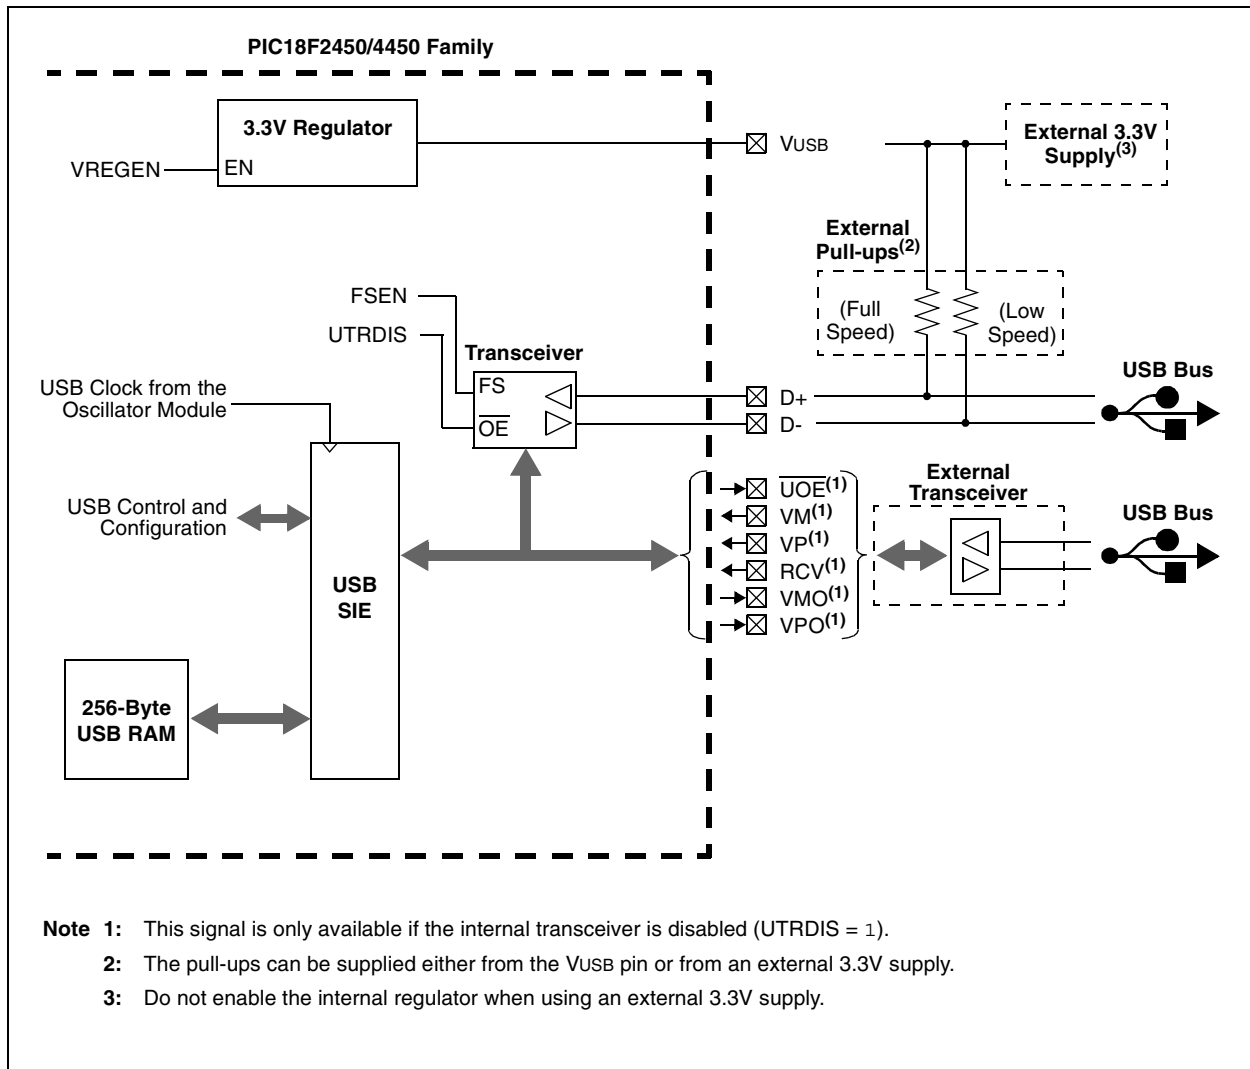 PIC18F2450/4450 Family
3.3V Regulator
VREGEN
EN
VUSB
External 3.3V
Supply(3)
External
Pull-ups(2)
(Full
Speed)
(Low
Speed)
FSEN
UTRDIS
Transceiver
FS
OE
USB Clock from the
Oscillator Module
D+
D-
USB Bus
USB Control and
Configuration
USB
SIE
UOE(1)
VM(1)
VP(1)
RCV(1)
VMO(1)
VPO(1)
External
Transceiver
USB Bus
256-Byte
USB RAM
Note 1: This signal is only available if the internal transceiver is disabled (UTRDIS = 1).
2: The pull-ups can be supplied either from the VUSB pin or from an external 3.3V supply.
3: Do not enable the internal regulator when using an external 3.3V supply.